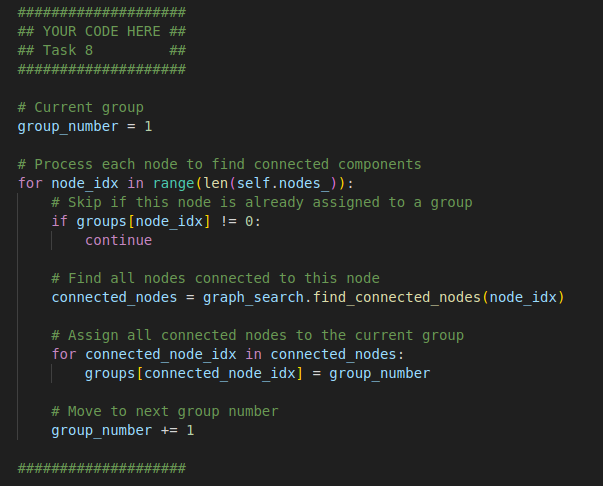 ####################
## YOUR CODE HERE ##
## Task 8         ##
####################

# Current group
group_number = 1

# Process each node to find connected components
for node_idx in range(len(self.nodes_)):
    # Skip if this node is already assigned to a group
    if groups[node_idx] != 0:
        continue

    # Find all nodes connected to this node
    connected_nodes = graph_search.find_connected_nodes(node_idx)

    # Assign all connected nodes to the current group
    for connected_node_idx in connected_nodes:
        groups[connected_node_idx] = group_number

    # Move to next group number
    group_number += 1

####################